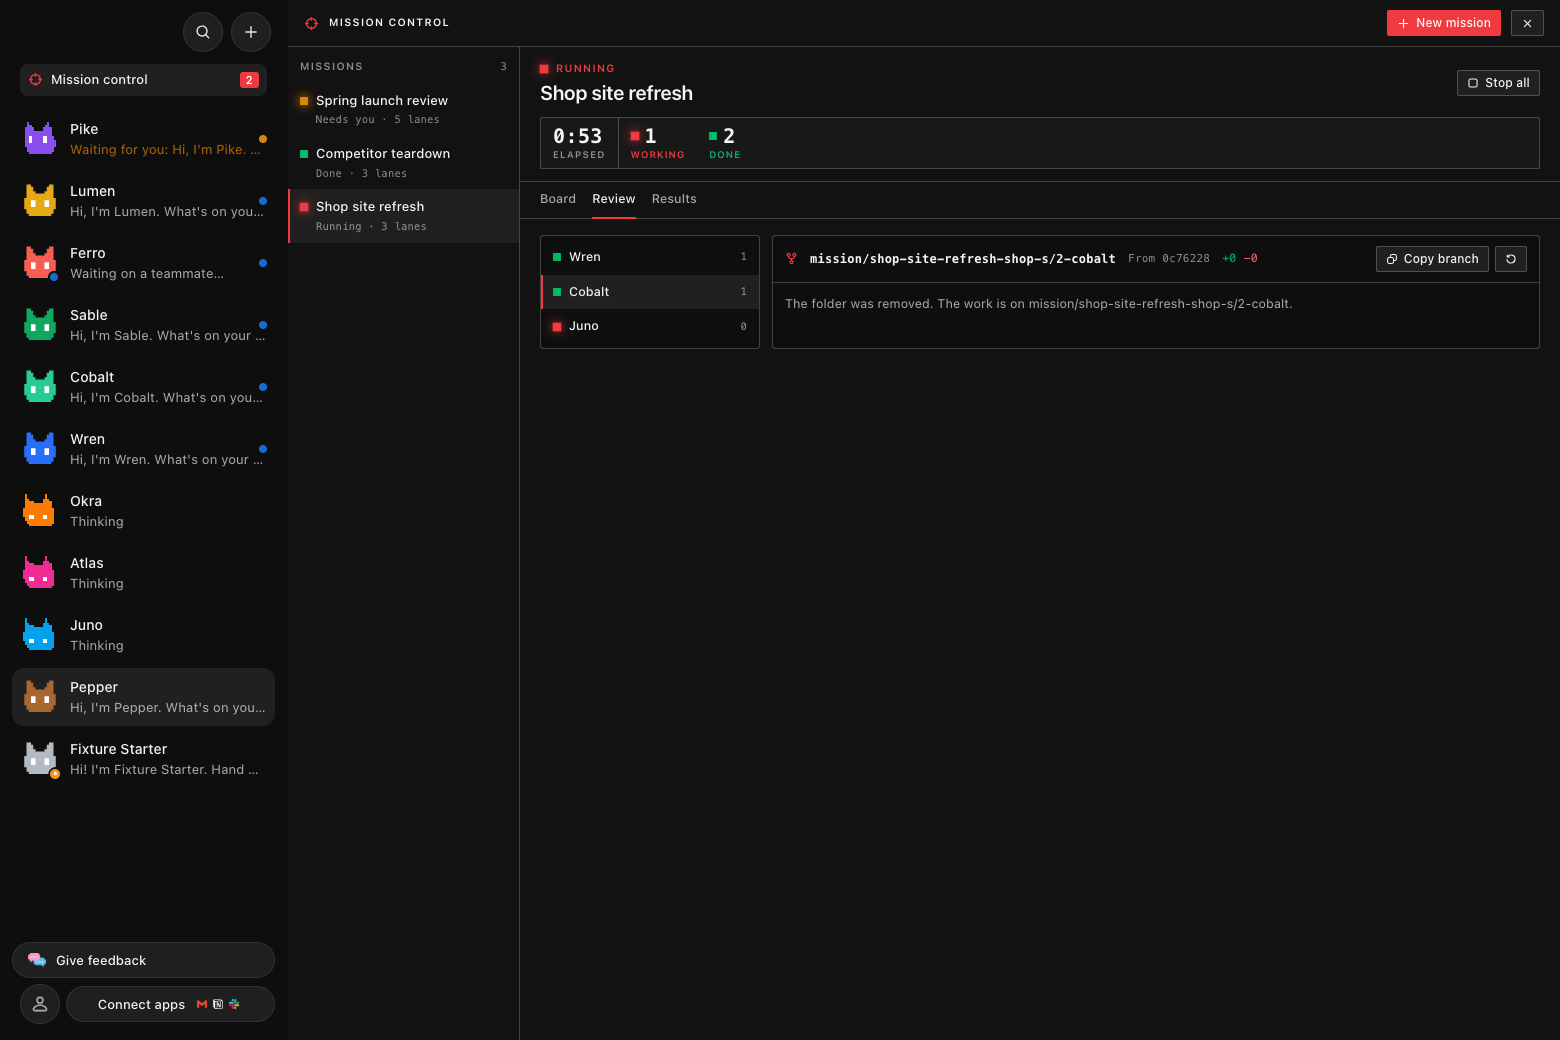 Mission control
2
Pike
Waiting for you: Hi, I'm Pike. ...
Lumen
Hi, I'm Lumen. What's on you...
Ferro
Waiting on a teammate...
Sable
Hi, I'm Sable. What's on your ...
Cobalt
Hi, I'm Cobalt. What's on you...
Wren
Hi, I'm Wren. What's on your ...
Okra
Thinking
Atlas
Thinking
Juno
Thinking
Pepper
Hi, I'm Pepper. What's on you...
Fixture Starter
Hi! I'm Fixture Starter. Hand ...
Give feedback
Connect apps
MISSION CONTROL
New mission
MISSIONS 3
Spring launch review
Needs you · 5 lanes
Competitor teardown
Done · 3 lanes
Shop site refresh
Running · 3 lanes
RUNNING
Shop site refresh
Stop all
0:53 1 2
ELAPSED WORKING DONE
Board Review Results
Wren 1
Cobalt 1
Juno 0
mission/shop-site-refresh-shop-s/2-cobalt From 0c76228 +0 −0
Copy branch
The folder was removed. The work is on mission/shop-site-refresh-shop-s/2-cobalt.